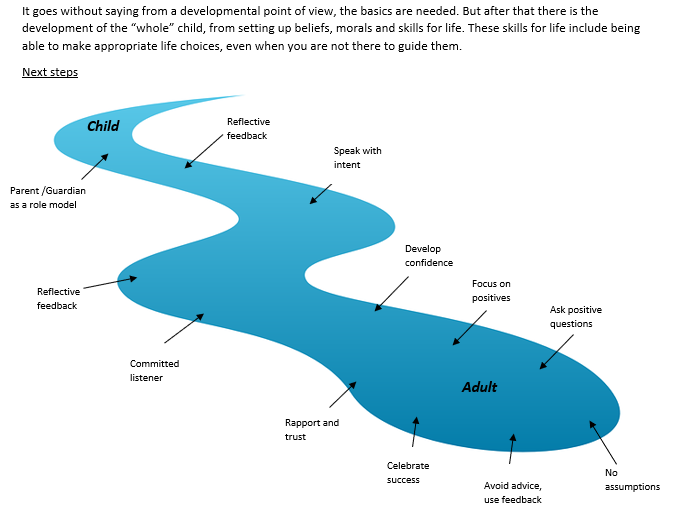 It goes without saying from a developmental point of view, the basics are needed. But after that there is the
development of the “whole” child, from setting up beliefs, morals and skills for life. These skills for life include being
able to make appropriate life choices, even when you are not there to guide them.
Next steps
Child
Reflective
feedback
Speak with
intent
Parent /Guardian
as a role model
Develop
confidence
Focus on
positives
Reflective
feedback
Ask positive
questions
Committed
listener
Adult
Rapport and
trust
Celebrate
success
No
assumptions
Avoid advice,
use feedback